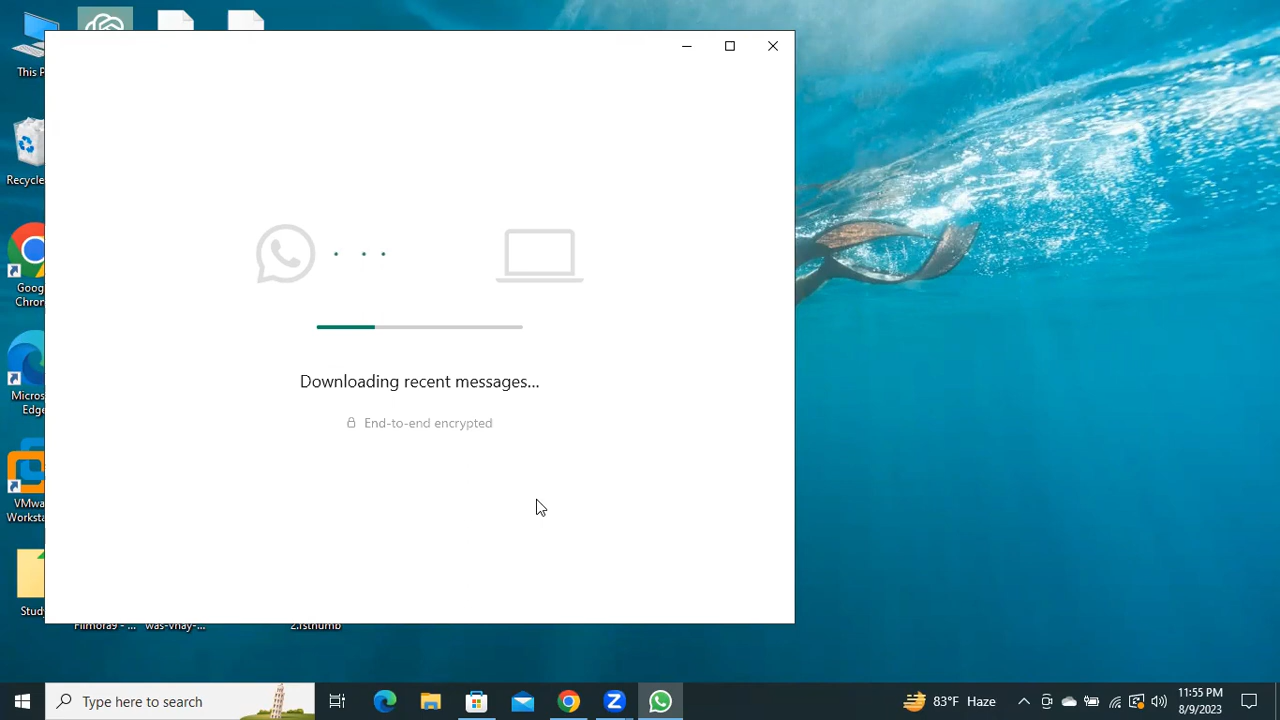 This P
Recycle
Goog
Chron
Micros
Edge
VMwa
Worksta
Study
Filmora9 - ...
was-vhay-...
2.fsthumb
Downloading recent messages...
End-to-end encrypted
Type here to search
83°F Haze
11:55 PM
8/9/2023